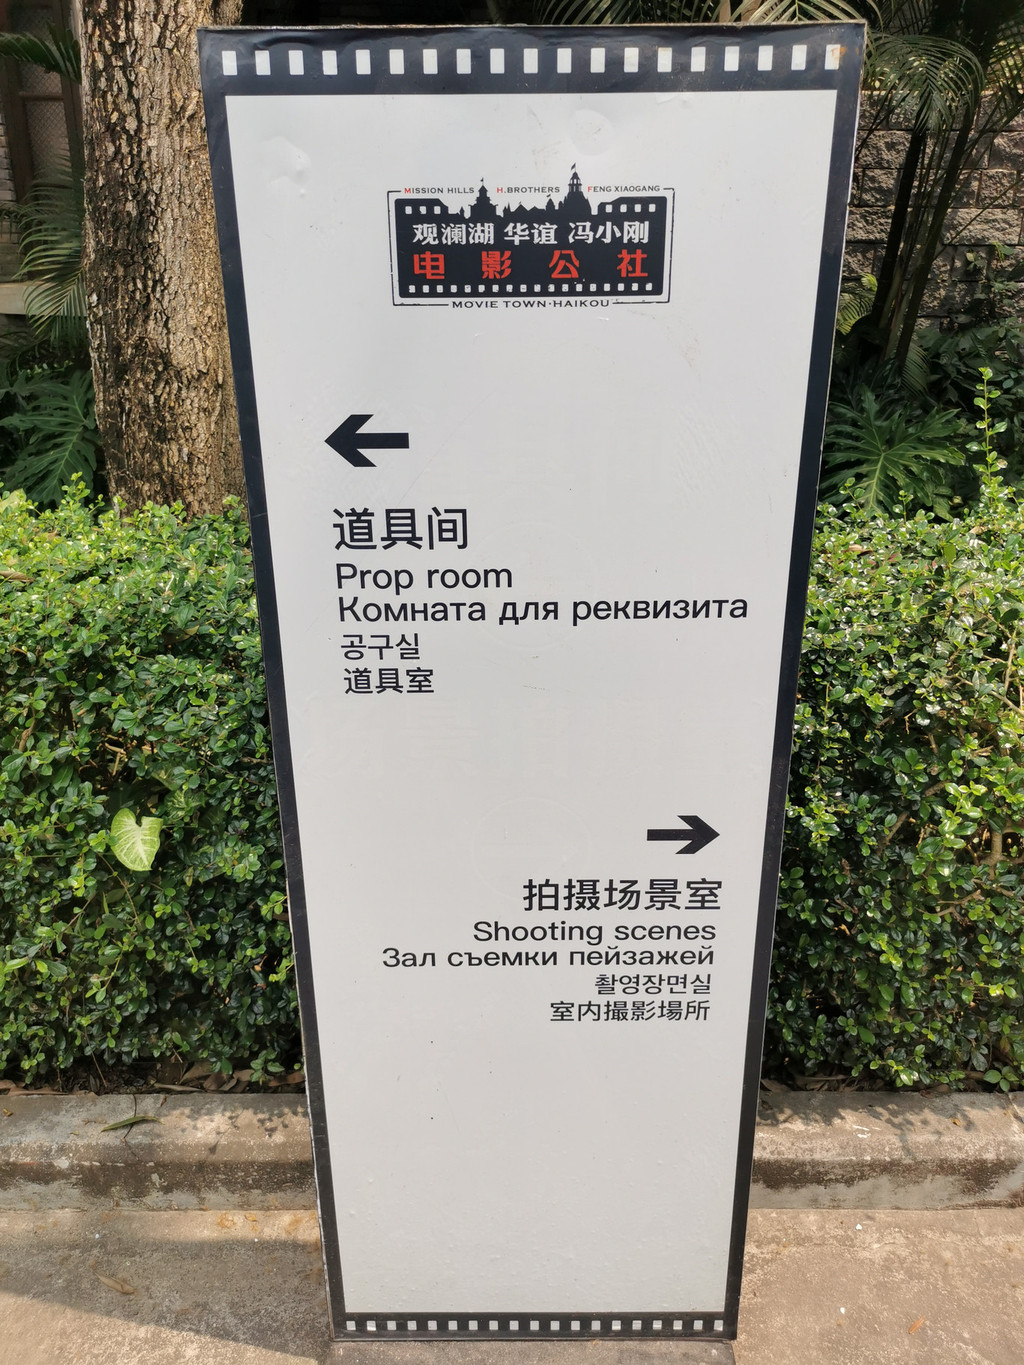 MISSION HILLS H.BROTHERS FENG XIAOGANG
观澜湖 华谊 冯小刚
电影公社
MOVIE TOWN·HAIKOU
道具间
Prop room
Комната для реквизита
공구실
道具室
拍摄场景室
Shooting scenes
Зал съемки пейзажей
촬영장면실
室内撮影場所